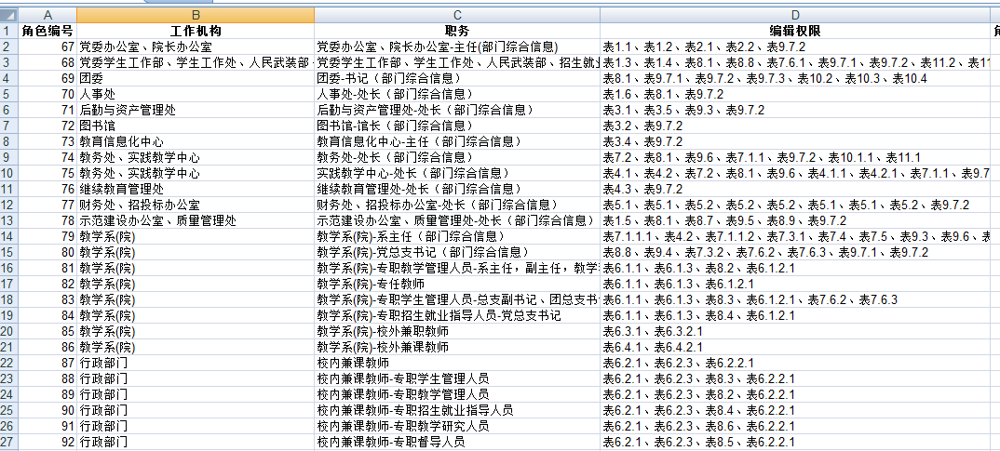 A B C D
1 角色编号 工作机构 职务 编辑权限
2 67 党委办公室、院长办公室 党委办公室、院长办公室-主任(部门综合信息) 表1.1、表1.2、表2.1、表2.2、表9.7.2
3 68 党委学生工作部、学生工作处、人民武装部 党委学生工作部、学生工作处、人民武装部、招生就业 表1.3、表1.4、表8.1、表8.8、表7.6.1、表9.7.1、表9.7.2、表11.2、表11
4 69 团委 团委-书记（部门综合信息） 表8.1、表9.7.1、表9.7.2、表9.7.3、表10.2、表10.3、表10.4
5 70 人事处 人事处-处长（部门综合信息） 表1.6、表8.1、表9.7.2
6 71 后勤与资产管理处 后勤与资产管理处-处长（部门综合信息） 表3.1、表3.5、表9.3、表9.7.2
7 72 图书馆 图书馆-馆长（部门综合信息） 表3.2、表9.7.2
8 73 教育信息化中心 教育信息化中心-主任（部门综合信息） 表3.4、表9.7.2
9 74 教务处、实践教学中心 教务处-处长（部门综合信息） 表7.2、表8.1、表9.6、表7.1.1、表9.7.2、表10.1.1、表11.1
10 75 教务处、实践教学中心 实践教学中心-处长（部门综合信息） 表4.1、表4.2、表7.2、表8.1、表9.6、表4.1.1、表4.2.1、表7.1.1、表9.7
11 76 继续教育管理处 继续教育管理处-处长（部门综合信息） 表4.3、表9.7.2
12 77 财务处、招投标办公室 财务处、招投标办公室-处长（部门综合信息） 表5.1、表5.1、表5.2、表5.2、表5.2、表5.1、表5.1、表5.2、表9.7.2
13 78 示范建设办公室、质量管理处 示范建设办公室、质量管理处-处长（部门综合信息） 表1.5、表8.1、表8.7、表9.5、表8.9、表9.7.2
14 79 教学系(院) 教学系(院)-系主任（部门综合信息） 表7.1.1.1、表4.2、表7.1.1.2、表7.3.1、表7.4、表7.5、表9.3、表9.6、表
15 80 教学系(院) 教学系(院)-党总支书记（部门综合信息） 表8.8、表9.4、表7.3.2、表7.6.2、表7.6.3、表9.7.1、表9.7.2
16 81 教学系(院) 教学系(院)-专职教学管理人员-系主任，副主任，教学 表6.1.1、表6.1.3、表8.2、表6.1.2.1
17 82 教学系(院) 教学系(院)-专任教师 表6.1.1、表6.1.3、表6.1.2.1
18 83 教学系(院) 教学系(院)-专职学生管理人员-总支副书记、团总支书 表6.1.1、表6.1.3、表8.3、表6.1.2.1、表7.6.2、表7.6.3
19 84 教学系(院) 教学系(院)-专职招生就业指导人员-党总支书记 表6.1.1、表6.1.3、表8.4、表6.1.2.1
20 85 教学系(院) 教学系(院)-校外兼职教师 表6.3.1、表6.3.2.1
21 86 教学系(院) 教学系(院)-校外兼课教师 表6.4.1、表6.4.2.1
22 87 行政部门 校内兼课教师 表6.2.1、表6.2.3、表6.2.2.1
23 88 行政部门 校内兼课教师-专职学生管理人员 表6.2.1、表6.2.3、表8.3、表6.2.2.1
24 89 行政部门 校内兼课教师-专职教学管理人员 表6.2.1、表6.2.3、表8.2、表6.2.2.1
25 90 行政部门 校内兼课教师-专职招生就业指导人员 表6.2.1、表6.2.3、表8.4、表6.2.2.1
26 91 行政部门 校内兼课教师-专职教学研究人员 表6.2.1、表6.2.3、表8.6、表6.2.2.1
27 92 行政部门 校内兼课教师-专职督导人员 表6.2.1、表6.2.3、表8.5、表6.2.2.1